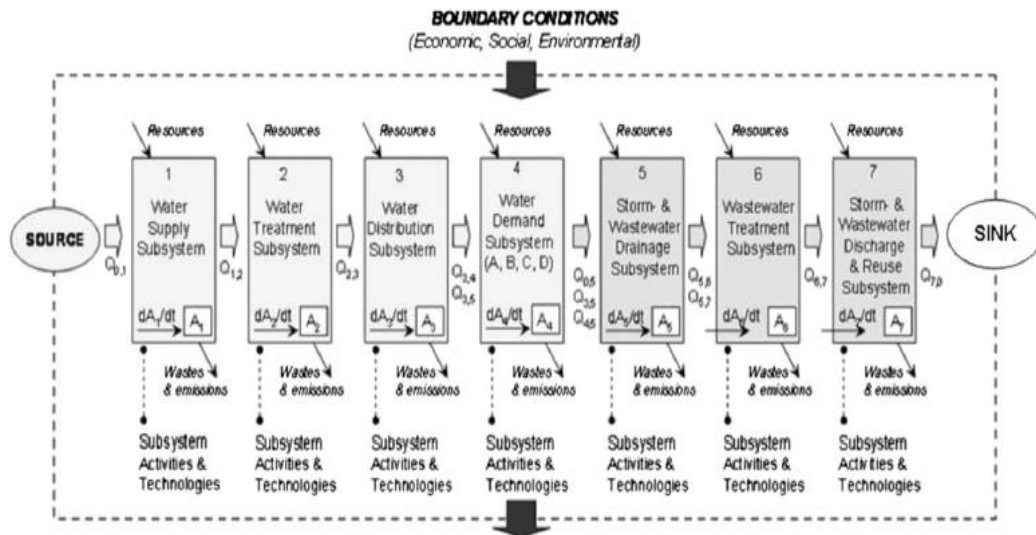 BOUNDARY CONDITIONS
(Economic, Social, Environmental)
Resources
Resources
Resources
Resources
Resources
Resources
Resources
1
Water
Supply
Subsystem
2
Water
Treatment
Subsystem
3
Water
Distribution
Subsystem
4
Water
Demand
Subsystem
(A, B, C, D)
5
Storm- &
Wastewater
Drainage
Subsystem
6
Wastewater
Treatment
Subsystem
7
Storm- &
Wastewater
Discharge
& Reuse
Subsystem
SOURCE
SINK
Q0,1
Q1,2
Q2,3
Q3,4
Q3,5
Q0,5
Q3,5
Q4,5
Q5,6
Q5,7
Q6,7
Q7,0
dA1/dt
A1
dA2/dt
A2
dA3/dt
A3
dA4/dt
A4
dA5/dt
A5
dA6/dt
A6
dA7/dt
A7
Wastes
& emissions
Wastes
& emissions
Wastes
& emissions
Wastes
& emissions
Wastes
& emissions
Wastes
& emissions
Wastes
& emissions
Subsystem
Activities &
Technologies
Subsystem
Activities &
Technologies
Subsystem
Activities &
Technologies
Subsystem
Activities &
Technologies
Subsystem
Activities &
Technologies
Subsystem
Activities &
Technologies
Subsystem
Activities &
Technologies